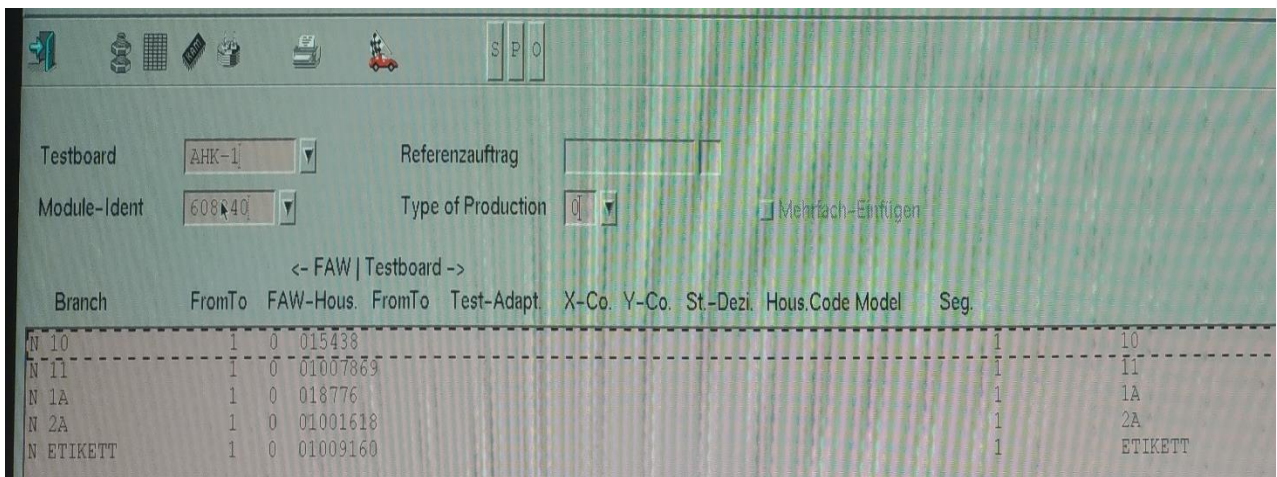 S P O
Testboard AHK-1 Referenzauftrag
Module-Ident Type of Production 0 Mehrfach-Einfügen
<- FAW | Testboard ->
Branch FromTo FAW-Hous. FromTo Test-Adapt. X-Co. Y-Co. St.-Dezi. Hous.Code Model Seg.
N 10 1 0 015438 1 10
N 11 1 0 01007869 1 11
N 1A 1 0 018776 1 1A
N 2A 1 0 01001618 1 2A
N ETIKETT 1 0 01009160 1 ETIKETT